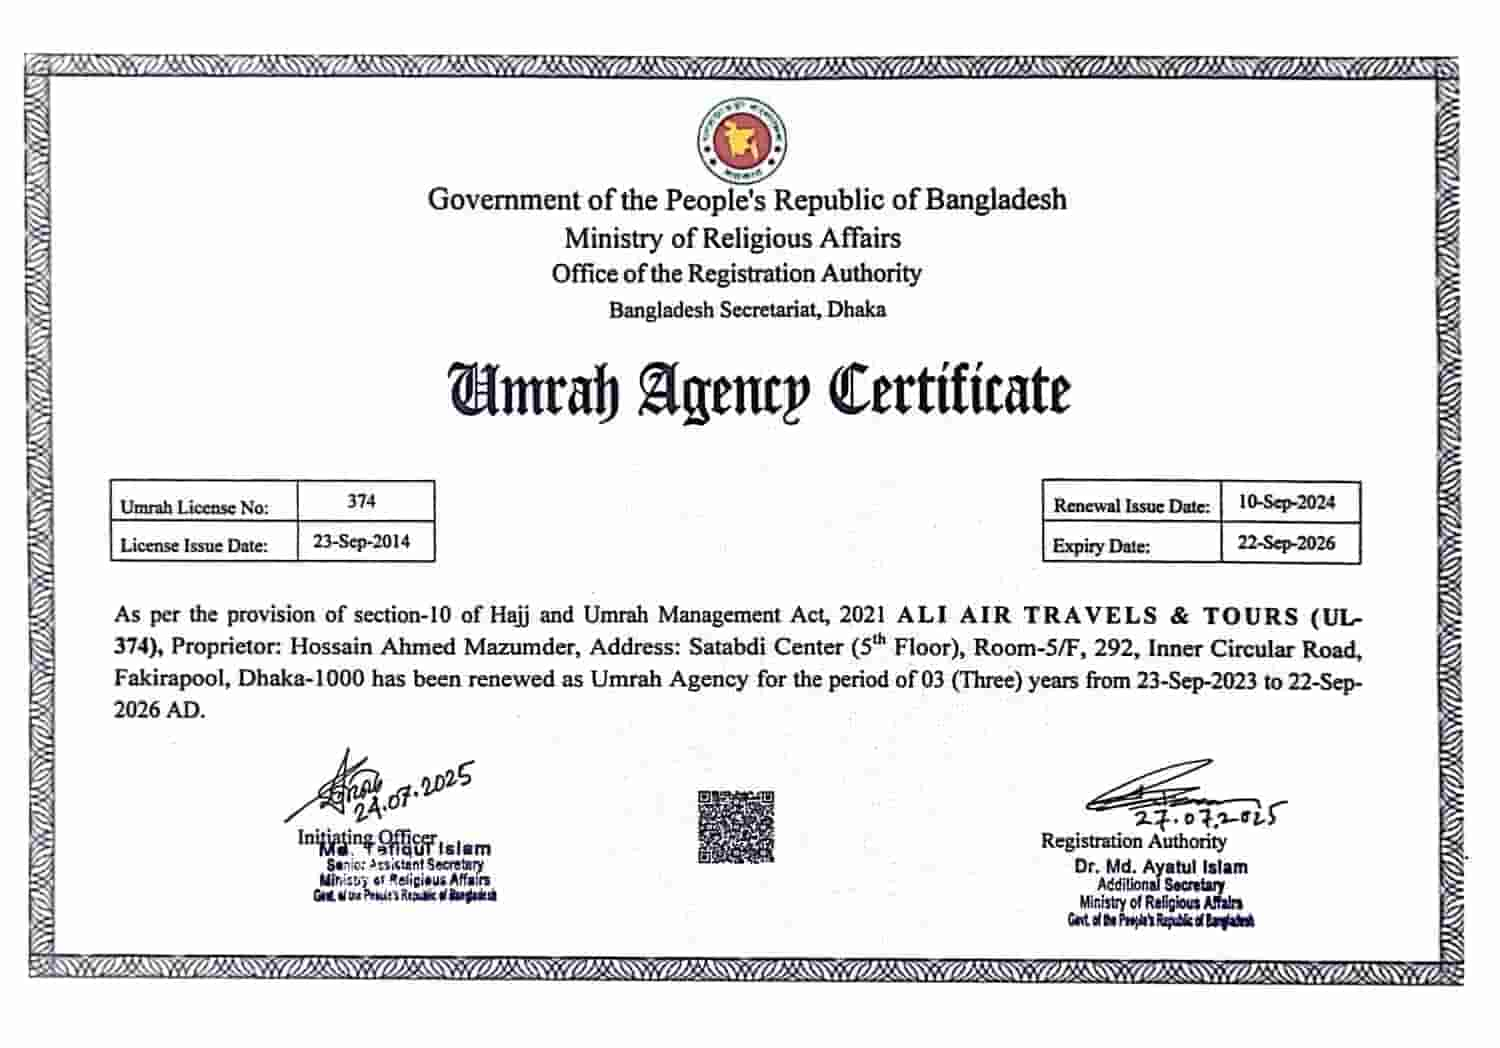 Government of the People's Republic of Bangladesh
Ministry of Religious Affairs
Office of the Registration Authority
Bangladesh Secretariat, Dhaka
Umrah Agency Certificate
Umrah License No: 374
License Issue Date: 23-Sep-2014
Renewal Issue Date: 10-Sep-2024
Expiry Date: 22-Sep-2026
As per the provision of section-10 of Hajj and Umrah Management Act, 2021 ALI AIR TRAVELS & TOURS (UL-
374), Proprietor: Hossain Ahmed Mazumder, Address: Satabdi Center (5th Floor), Room-5/F, 292, Inner Circular Road,
Fakirapool, Dhaka-1000 has been renewed as Umrah Agency for the period of 03 (Three) years from 23-Sep-2023 to 22-Sep-
2026 AD.
24.07.2025
Initiating Officer
Md. Tafiqul Islam
Senior Assistant Secretary
Ministry of Religious Affairs
Govt. of the People's Republic of Bangladesh
27.07.2025
Registration Authority
Dr. Md. Ayatul Islam
Additional Secretary
Ministry of Religious Affairs
Govt. of the People's Republic of Bangladesh